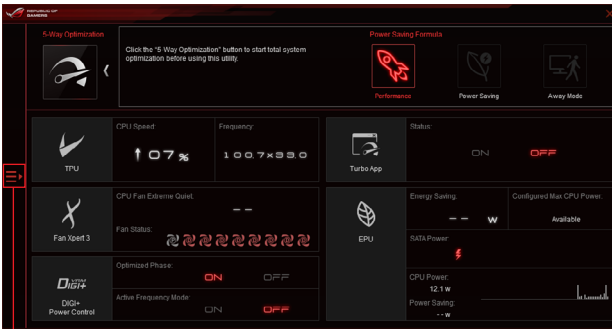 REPUBLIC OF
GAMERS
5-Way Optimization
Click the "5-Way Optimization" button to start total system
optimization before using this utility.
Power Saving Formula
Performance
Power Saving
Away Mode
TPU
CPU Speed:
107%
Frequency:
100.7x33.0
Turbo App
Status:
ON OFF
Fan Xpert 3
CPU Fan Extreme Quiet:
--
Fan Status:
EPU
Energy Saving:
-- W
Configured Max CPU Power:
Available
SATA Power:
CPU Power:
12.1 w
Power Saving:
-- w
DIGI+ VRM
DIGI+
Power Control
Optimized Phase:
ON OFF
Active Frequency Mode:
ON OFF